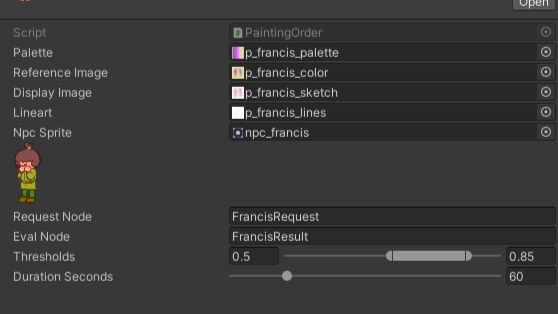 Open
Script PaintingOrder
Palette p_francis_palette
Reference Image p_francis_color
Display Image p_francis_sketch
Lineart p_francis_lines
Npc Sprite npc_francis
Request Node FrancisRequest
Eval Node FrancisResult
Thresholds 0.5 0.85
Duration Seconds 60